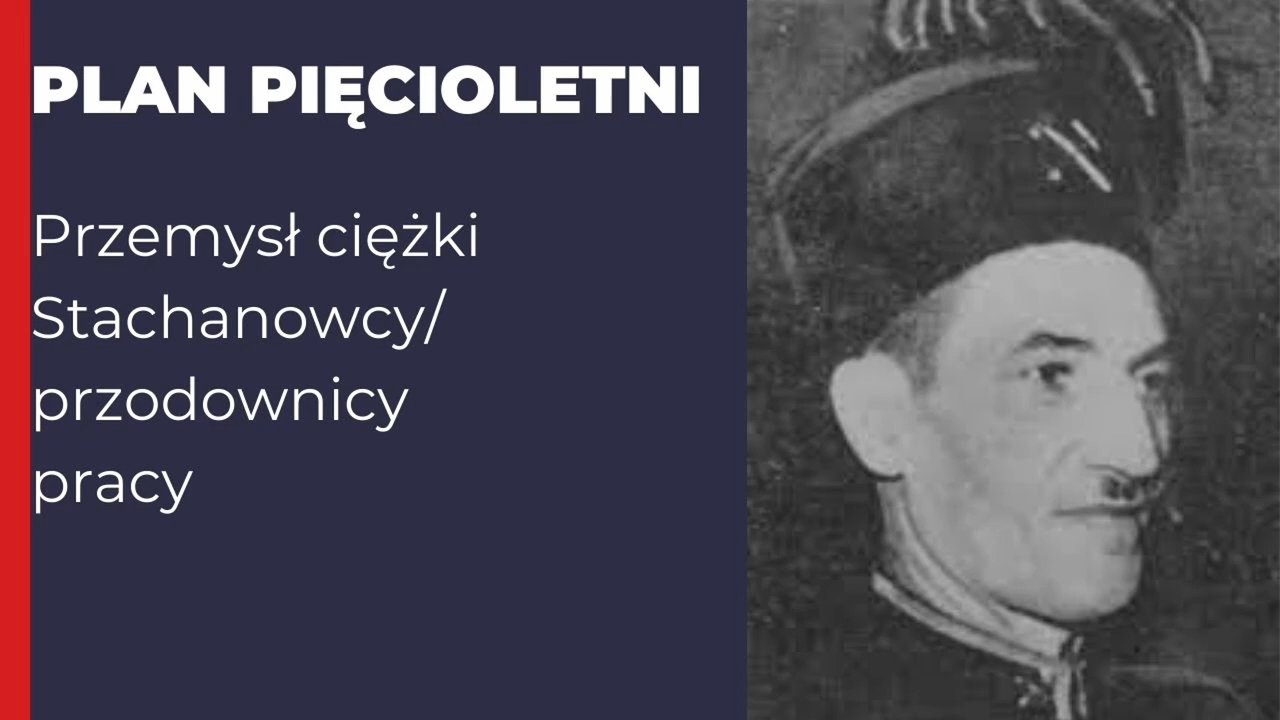 PLAN PIĘCIOLETNI
Przemysł ciężki
Stachanowcy/
przodownicy
pracy